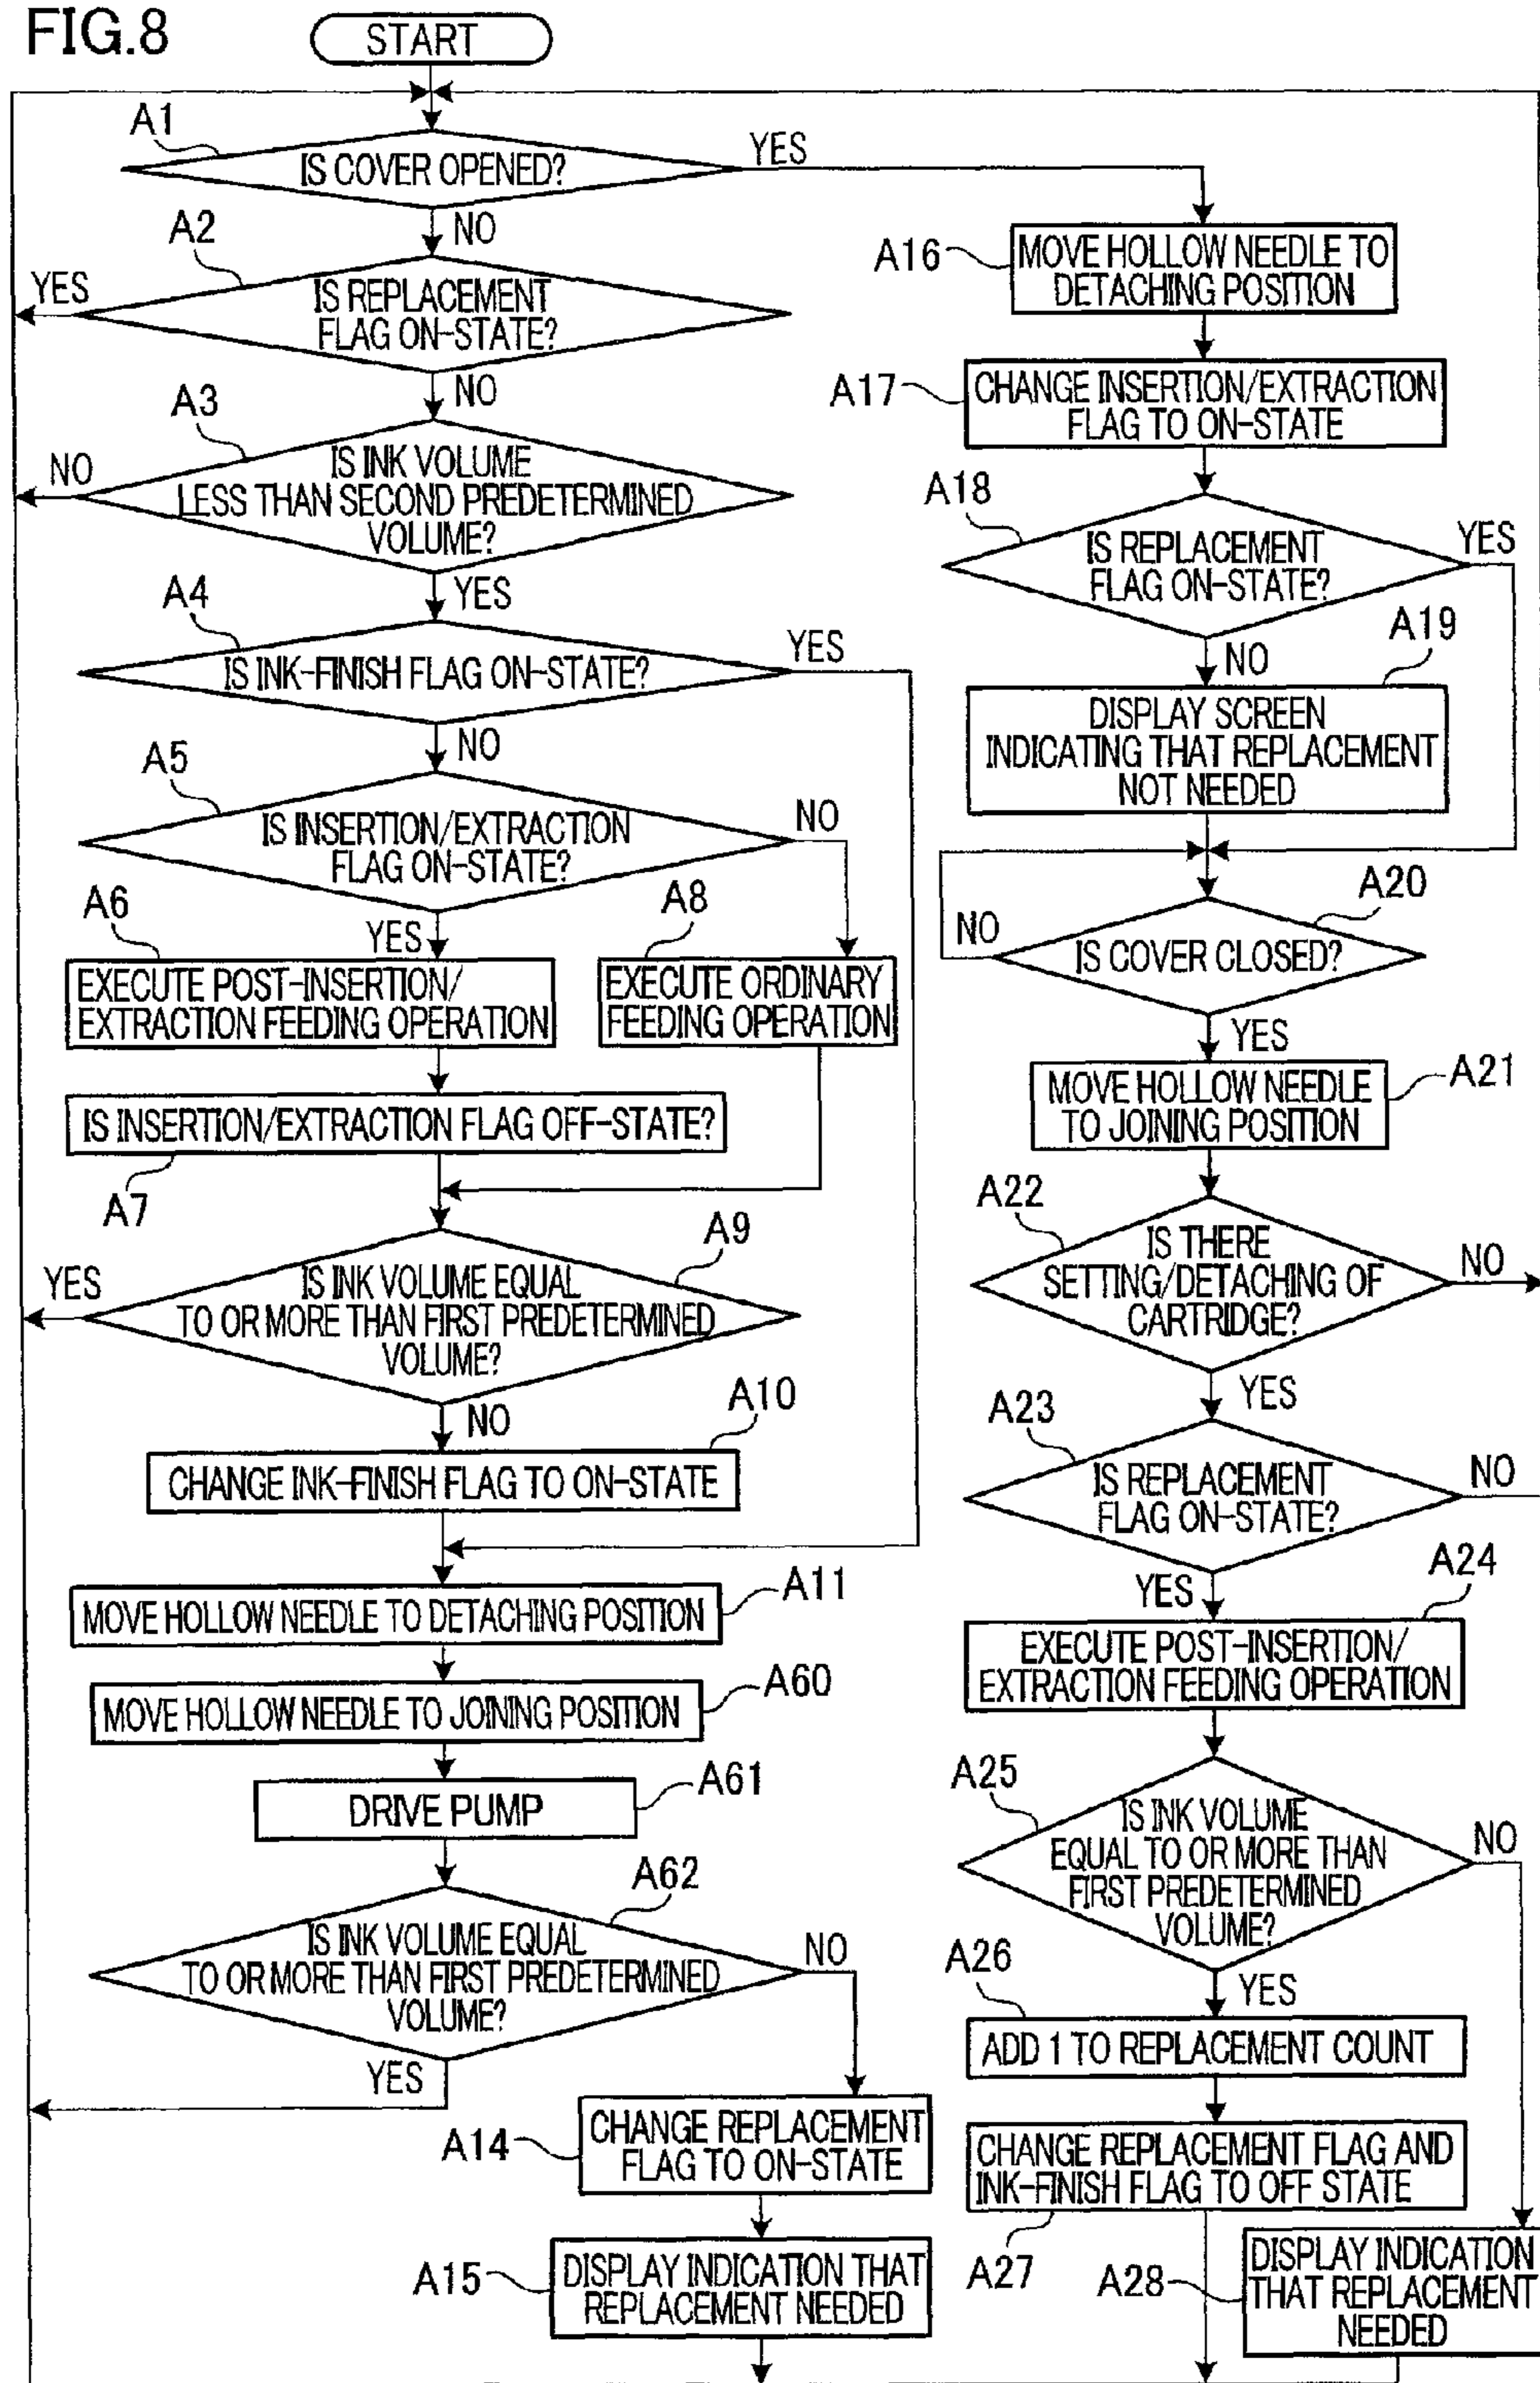 FIG.8
START
A1
IS COVER OPENED?
YES
NO
A2
YES
IS REPLACEMENT
FLAG ON-STATE?
NO
A3
NO
IS INK VOLUME
LESS THAN SECOND PREDETERMINED
VOLUME?
YES
A4
IS INK-FINISH FLAG ON-STATE?
YES
NO
A5
IS INSERTION/EXTRACTION
FLAG ON-STATE?
NO
YES
A6
EXECUTE POST-INSERTION/
EXTRACTION FEEDING OPERATION
A8
EXECUTE ORDINARY
FEEDING OPERATION
IS INSERTION/EXTRACTION FLAG OFF-STATE?
A7
A9
YES
IS INK VOLUME EQUAL
TO OR MORE THAN FIRST PREDETERMINED
VOLUME?
NO
A10
CHANGE INK-FINISH FLAG TO ON-STATE
MOVE HOLLOW NEEDLE TO DETACHING POSITION
A11
MOVE HOLLOW NEEDLE TO JOINING POSITION
A60
DRIVE PUMP
A61
A62
IS INK VOLUME EQUAL
TO OR MORE THAN FIRST PREDETERMINED
VOLUME?
NO
YES
A14
CHANGE REPLACEMENT
FLAG TO ON-STATE
A15
DISPLAY INDICATION THAT
REPLACEMENT NEEDED
A16
MOVE HOLLOW NEEDLE TO
DETACHING POSITION
A17
CHANGE INSERTION/EXTRACTION
FLAG TO ON-STATE
A18
IS REPLACEMENT
FLAG ON-STATE?
YES
NO
A19
DISPLAY SCREEN
INDICATING THAT REPLACEMENT
NOT NEEDED
A20
NO
IS COVER CLOSED?
YES
MOVE HOLLOW NEEDLE
TO JOINING POSITION
A21
A22
IS THERE
SETTING/DETACHING OF
CARTRIDGE?
NO
YES
A23
IS REPLACEMENT
FLAG ON-STATE?
NO
YES
A24
EXECUTE POST-INSERTION/
EXTRACTION FEEDING OPERATION
A25
IS INK VOLUME
EQUAL TO OR MORE THAN
FIRST PREDETERMINED
VOLUME?
NO
YES
A26
ADD 1 TO REPLACEMENT COUNT
CHANGE REPLACEMENT FLAG AND
INK-FINISH FLAG TO OFF STATE
A27
A28
DISPLAY INDICATION
THAT REPLACEMENT
NEEDED